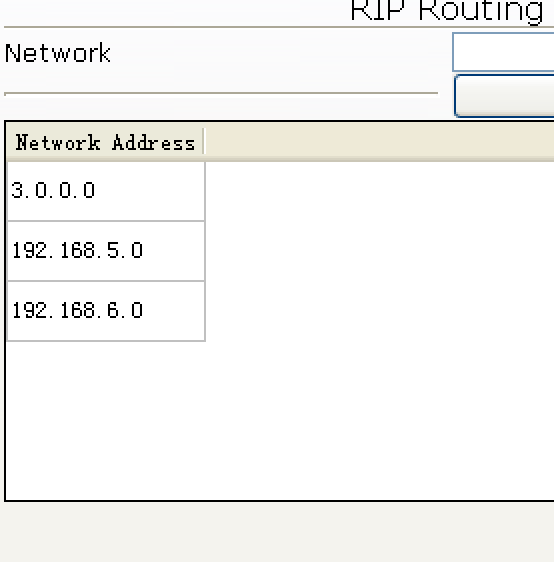 RIP Routing
Network
Network Address
3.0.0.0
192.168.5.0
192.168.6.0